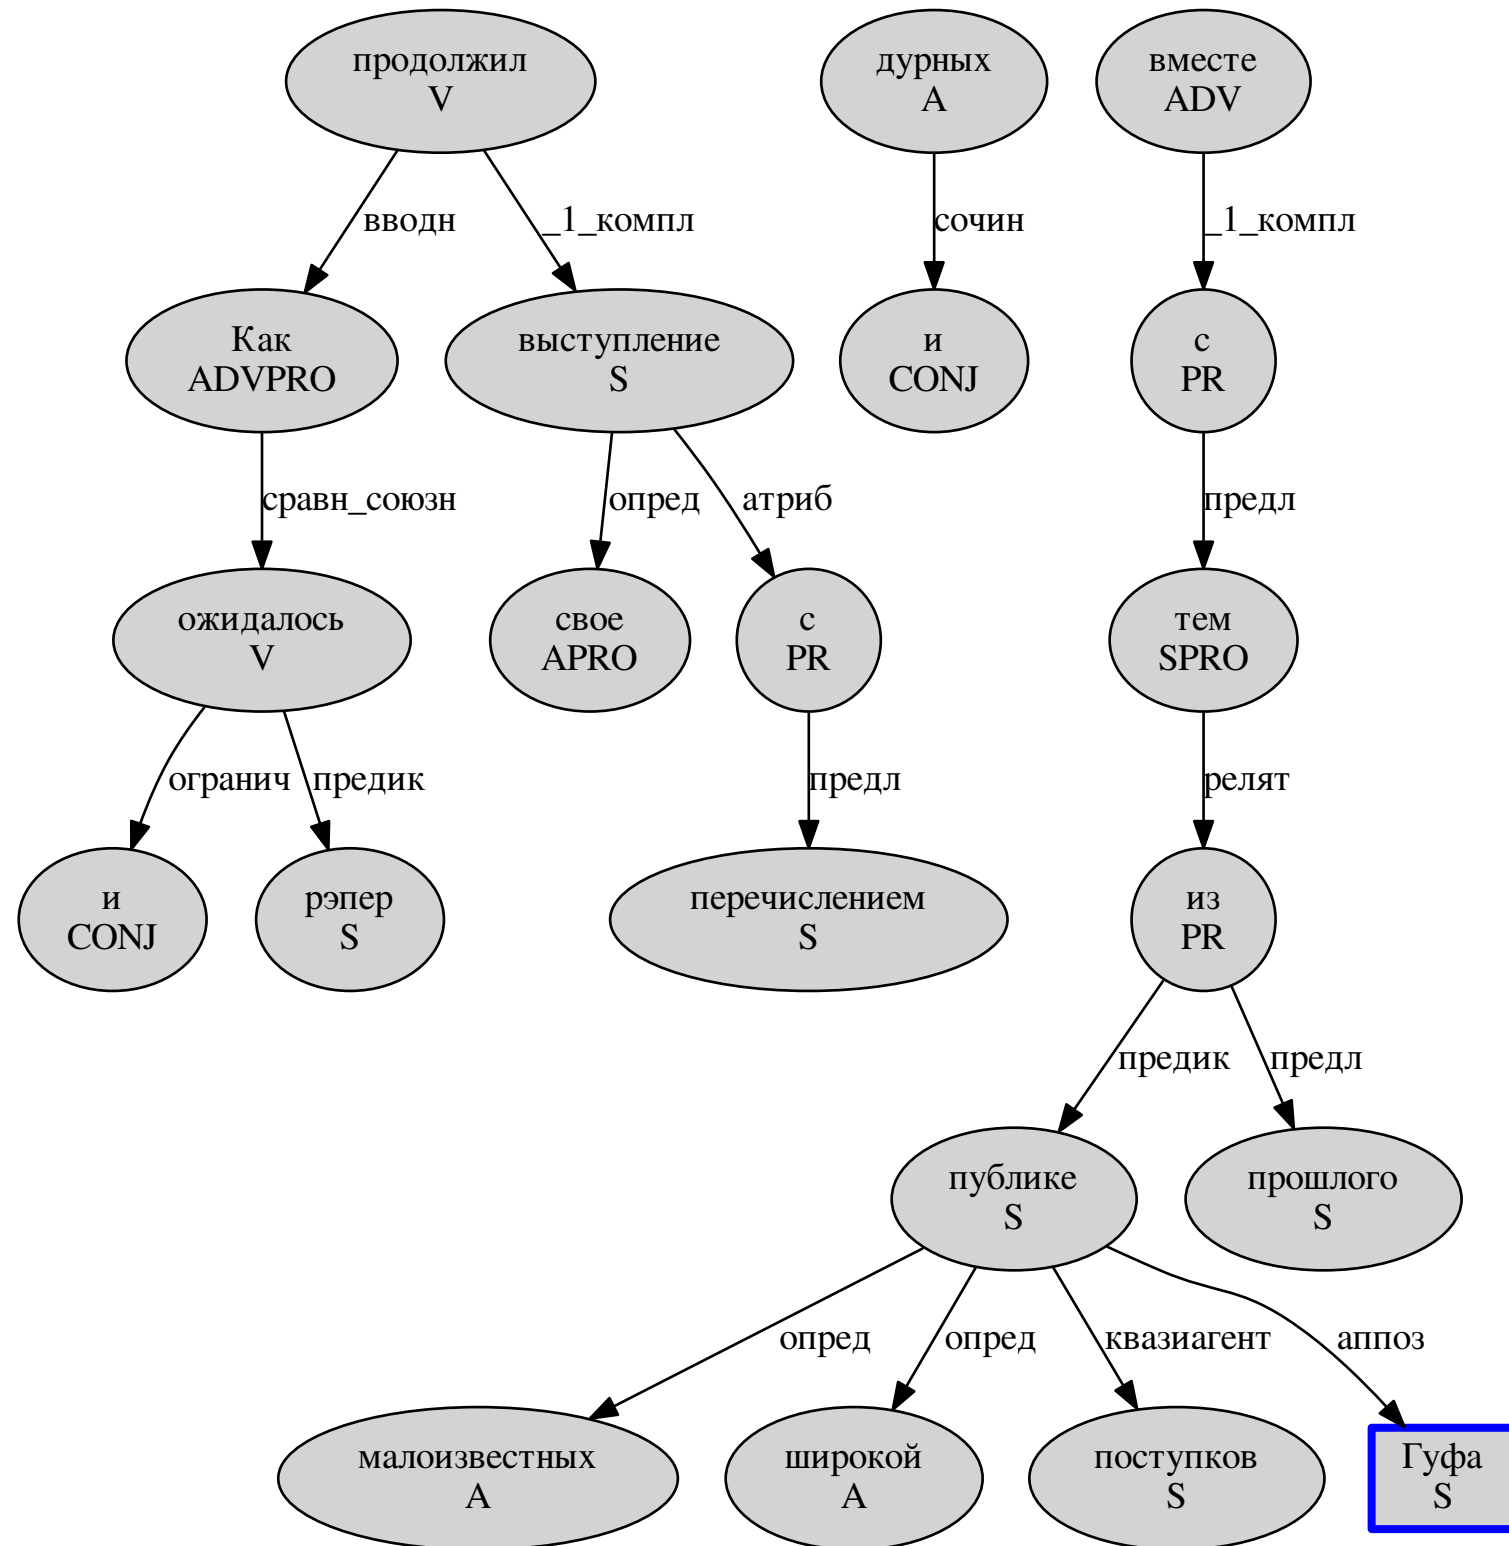 продолжил
V
дурных
A
вместе
ADV
вводн
_1_компл
сочин
_1_компл
Как
ADVPRO
выступление
S
и
CONJ
с
PR
сравн_союзн
опред
атриб
предл
ожидалось
V
свое
APRO
с
PR
тем
SPRO
огранич
предик
предл
релят
и
CONJ
рэпер
S
перечислением
S
из
PR
предик
предл
публике
S
прошлого
S
опред
опред
квазиагент
аппоз
малоизвестных
A
широкой
A
поступков
S
Гуфа
S